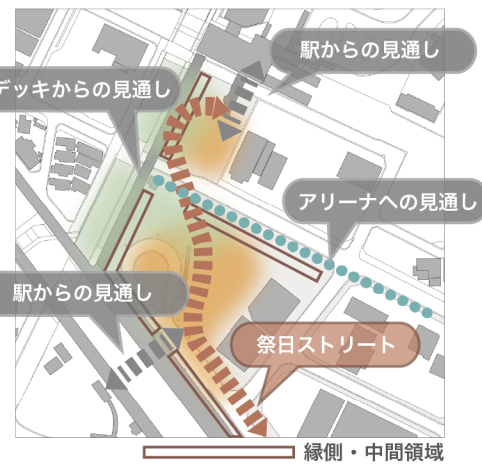 駅からの見通し
デッキからの見通し
アリーナへの見通し
駅からの見通し
祭日ストリート
縁側・中間領域